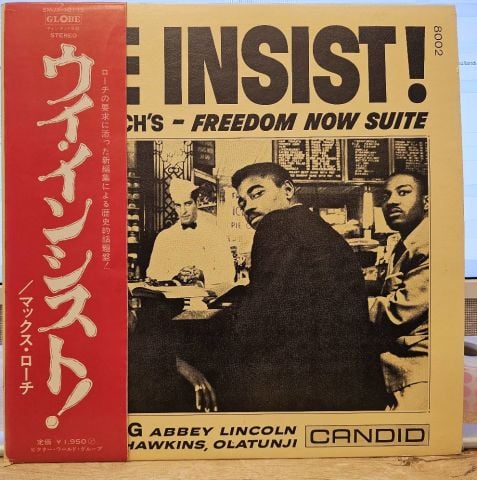 GLOBE
STEREO
ウイ・インシスト！
／マックス・ローチ
ローチの要求に添った新編集による歴史的話題盤！
定価 ¥1,950
ビクター・ワールド・グループ
E INSIST!
CH'S - FREEDOM NOW SUITE
8002
G ABBEY LINCOLN
HAWKINS, OLATUNJI
CANDID